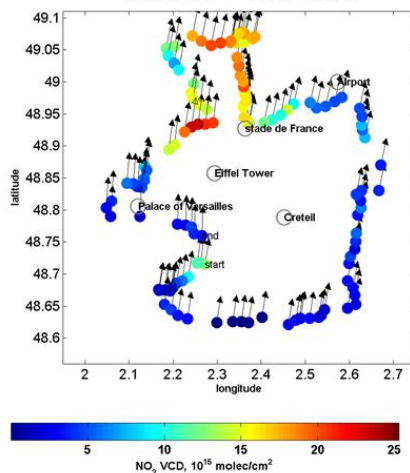 49.1
49.05
49
48.95
48.9
48.85
48.8
48.75
48.7
48.65
48.6
latitude
Airport
stade de France
Eiffel Tower
Palace of Versailles
Creteil
end
start
2 2.1 2.2 2.3 2.4 2.5 2.6 2.7
longitude
5 10 15 20 25
NO2 VCD, 10^15 molec/cm^2